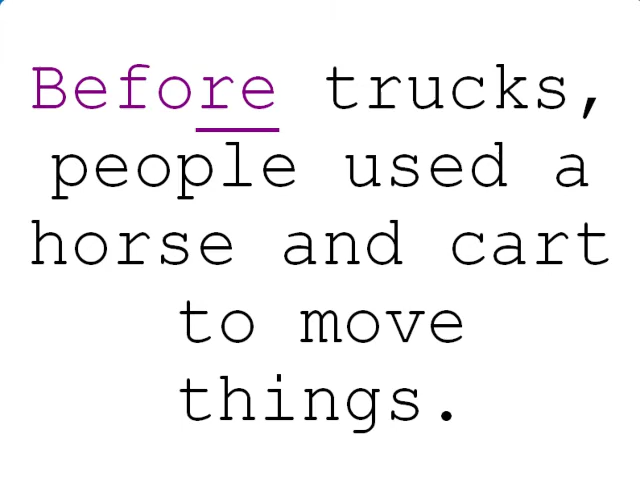 Before trucks,
people used a
horse and cart
to move
things.